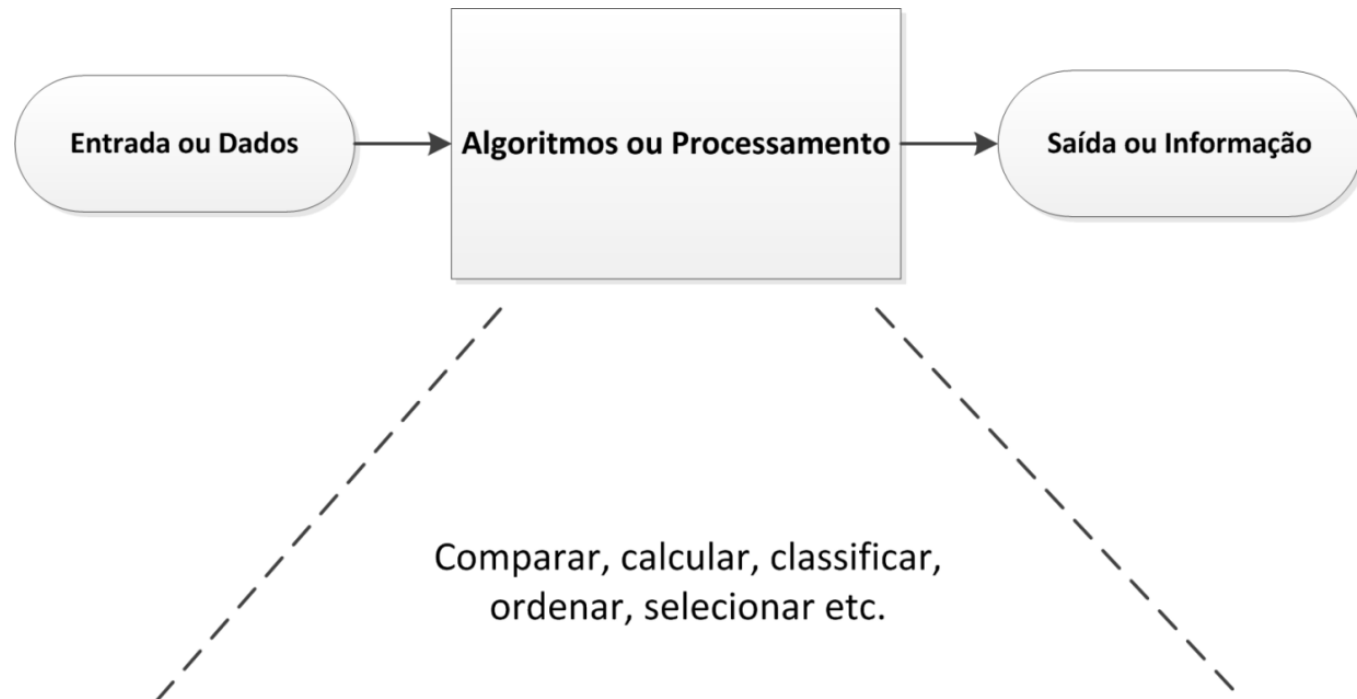 Entrada ou Dados
Algoritmos ou Processamento
Saída ou Informação
Comparar, calcular, classificar,
ordenar, selecionar etc.